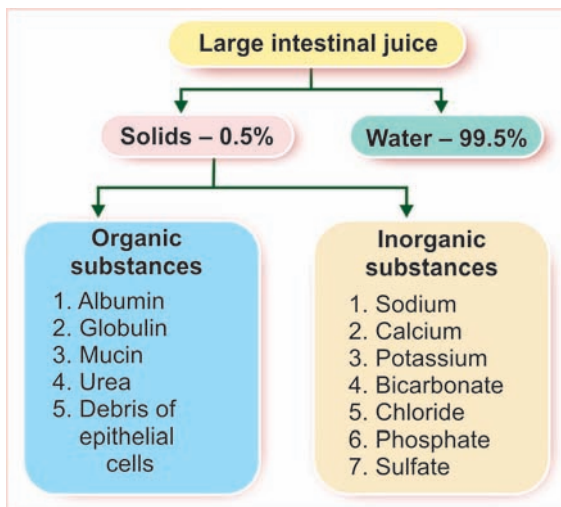 Large intestinal juice
Solids – 0.5%
Water – 99.5%
Organic
substances
1. Albumin
2. Globulin
3. Mucin
4. Urea
5. Debris of
epithelial
cells
Inorganic
substances
1. Sodium
2. Calcium
3. Potassium
4. Bicarbonate
5. Chloride
6. Phosphate
7. Sulfate